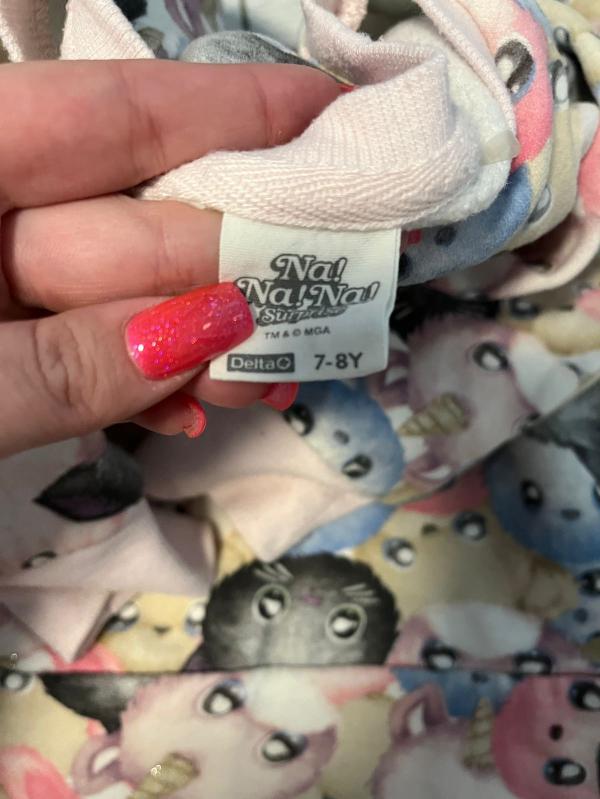 Na!
Na! Na!
Surprise
TM & © MGA
Delta 7-8Y